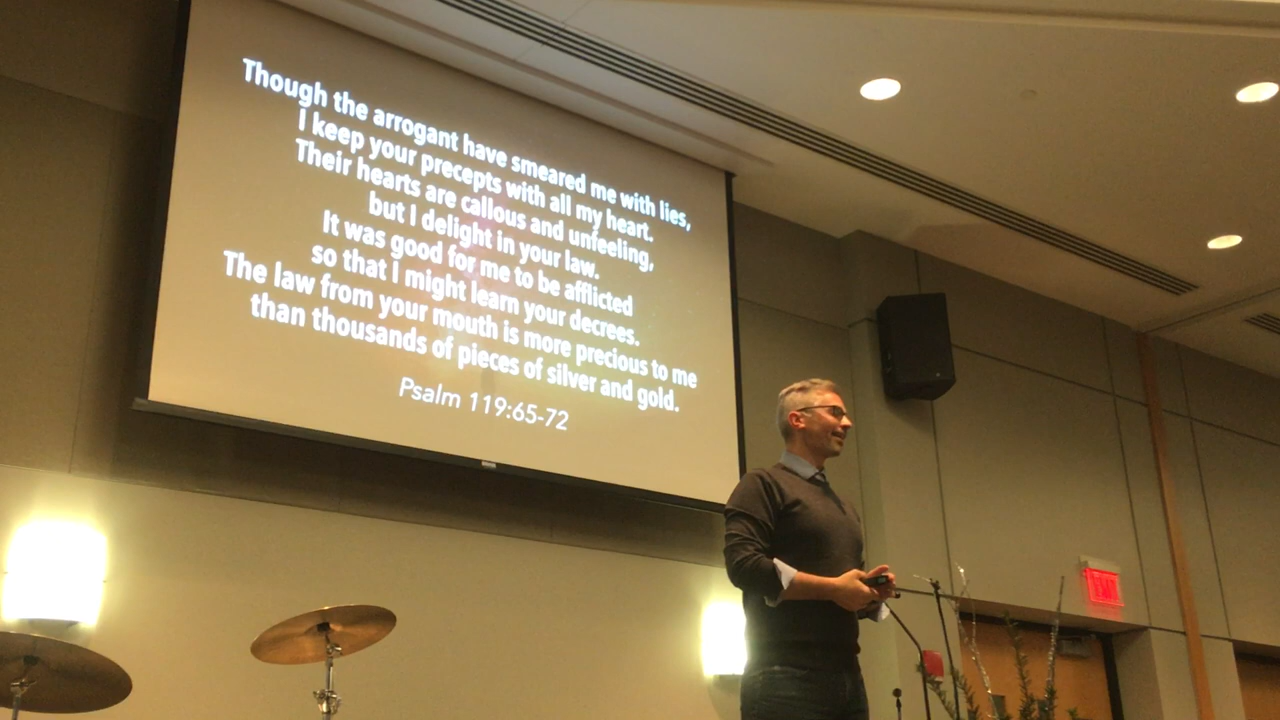 Though the arrogant have smeared me with lies,
I keep your precepts with all my heart.
Their hearts are callous and unfeeling,
but I delight in your law.
It was good for me to be afflicted
so that I might learn your decrees.
The law from your mouth is more precious to me
than thousands of pieces of silver and gold.
Psalm 119:65-72
EXIT